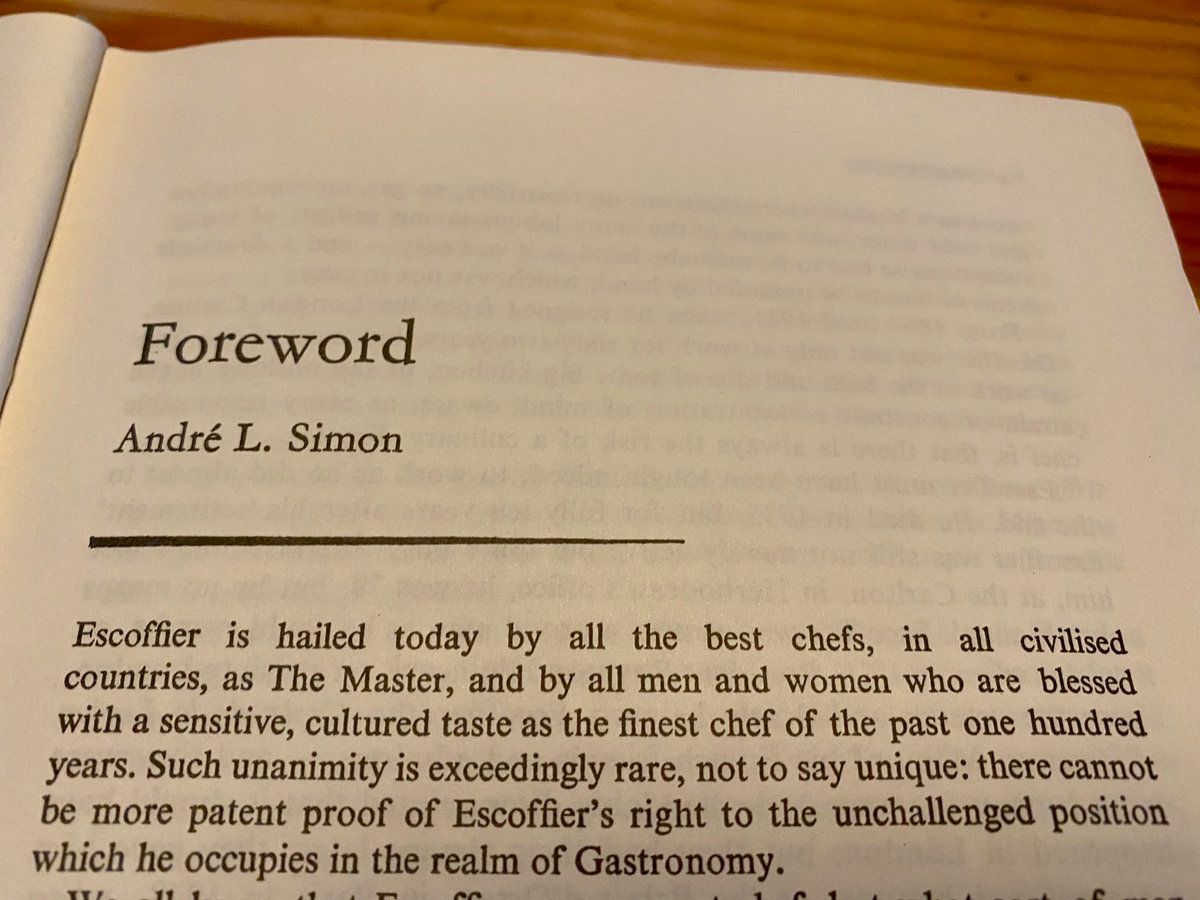 Foreword
André L. Simon
Escoffier is hailed today by all the best chefs, in all civilised
countries, as The Master, and by all men and women who are blessed
with a sensitive, cultured taste as the finest chef of the past one hundred
years. Such unanimity is exceedingly rare, not to say unique: there cannot
be more patent proof of Escoffier's right to the unchallenged position
which he occupies in the realm of Gastronomy.